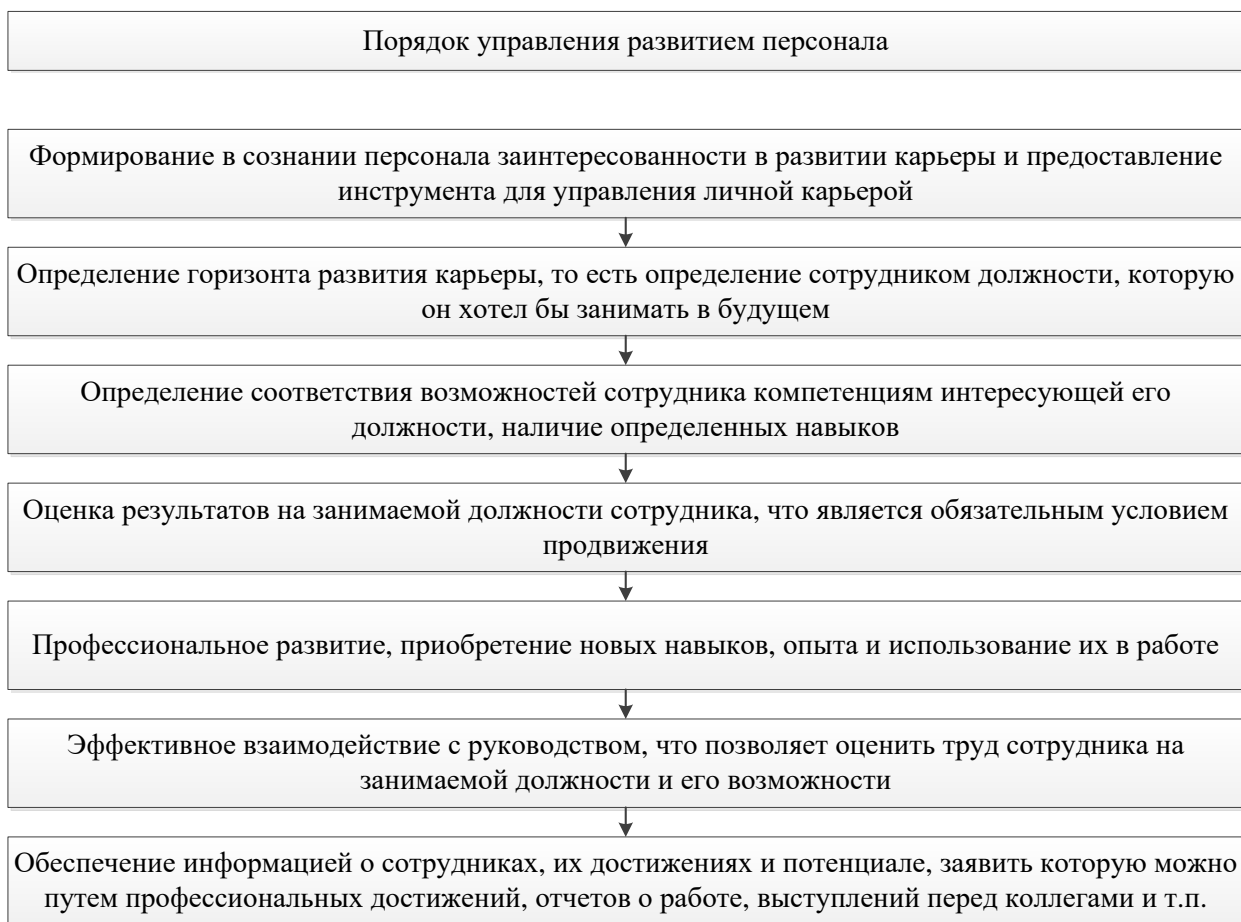 Порядок управления развитием персонала
Формирование в сознании персонала заинтересованности в развитии карьеры и предоставление
инструмента для управления личной карьерой
Определение горизонта развития карьеры, то есть определение сотрудником должности, которую
он хотел бы занимать в будущем
Определение соответствия возможностей сотрудника компетенциям интересующей его
должности, наличие определенных навыков
Оценка результатов на занимаемой должности сотрудника, что является обязательным условием
продвижения
Профессиональное развитие, приобретение новых навыков, опыта и использование их в работе
Эффективное взаимодействие с руководством, что позволяет оценить труд сотрудника на
занимаемой должности и его возможности
Обеспечение информацией о сотрудниках, их достижениях и потенциале, заявить которую можно
путем профессиональных достижений, отчетов о работе, выступлений перед коллегами и т.п.